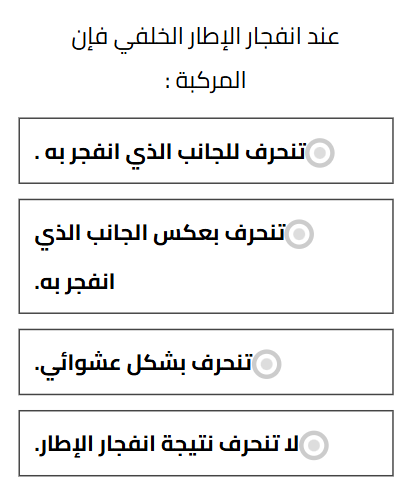 عند انفجار الإطار الخلفي فإن
المركبة :
تنحرف للجانب الذي انفجر به .
تنحرف بعكس الجانب الذي
انفجر به.
تنحرف بشكل عشوائي.
لا تنحرف نتيجة انفجار الإطار.